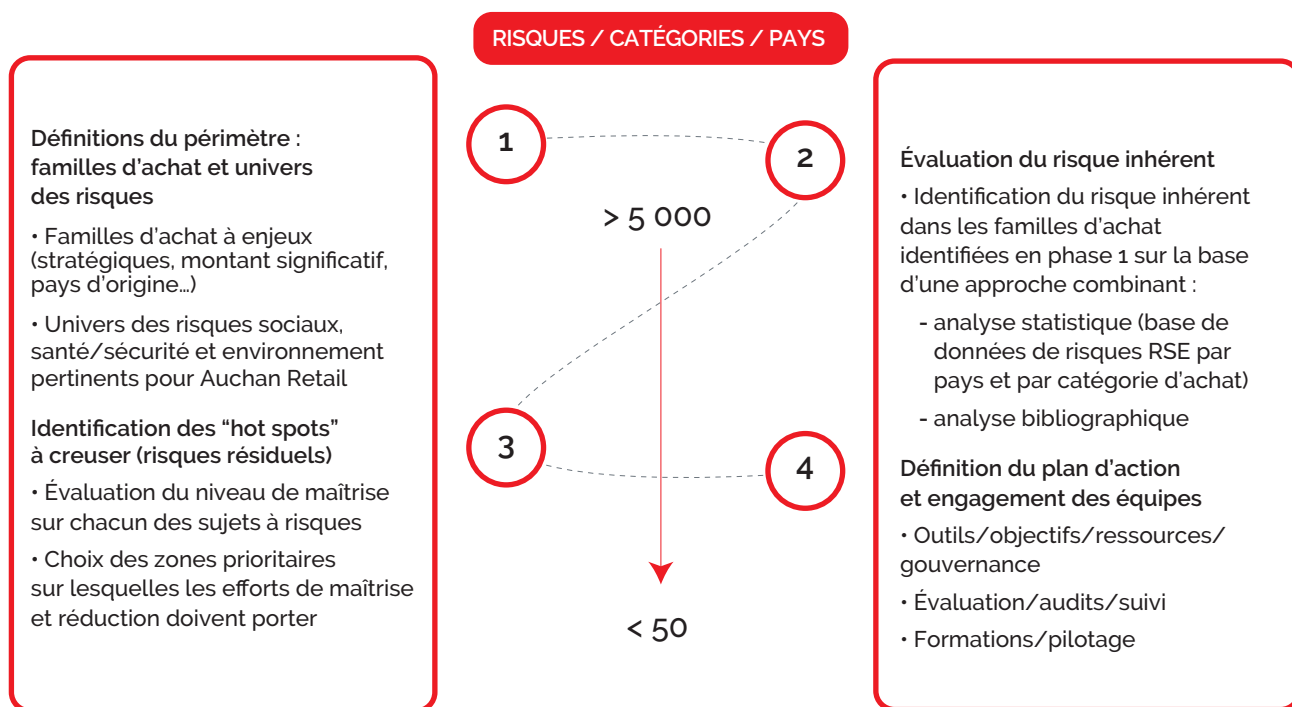 RISQUES / CATÉGORIES / PAYS
Définitions du périmètre :
familles d'achat et univers
des risques
• Familles d'achat à enjeux
(stratégiques, montant significatif,
pays d'origine...)
• Univers des risques sociaux,
santé/sécurité et environnement
pertinents pour Auchan Retail
Identification des “hot spots”
à creuser (risques résiduels)
• Évaluation du niveau de maîtrise
sur chacun des sujets à risques
• Choix des zones prioritaires
sur lesquelles les efforts de maîtrise
et réduction doivent porter
1
2
> 5 000
3
4
< 50
Évaluation du risque inhérent
• Identification du risque inhérent
dans les familles d'achat
identifiées en phase 1 sur la base
d'une approche combinant :
- analyse statistique (base de
données de risques RSE par
pays et par catégorie d'achat)
- analyse bibliographique
Définition du plan d'action
et engagement des équipes
• Outils/objectifs/ressources/
gouvernance
• Évaluation/audits/suivi
• Formations/pilotage